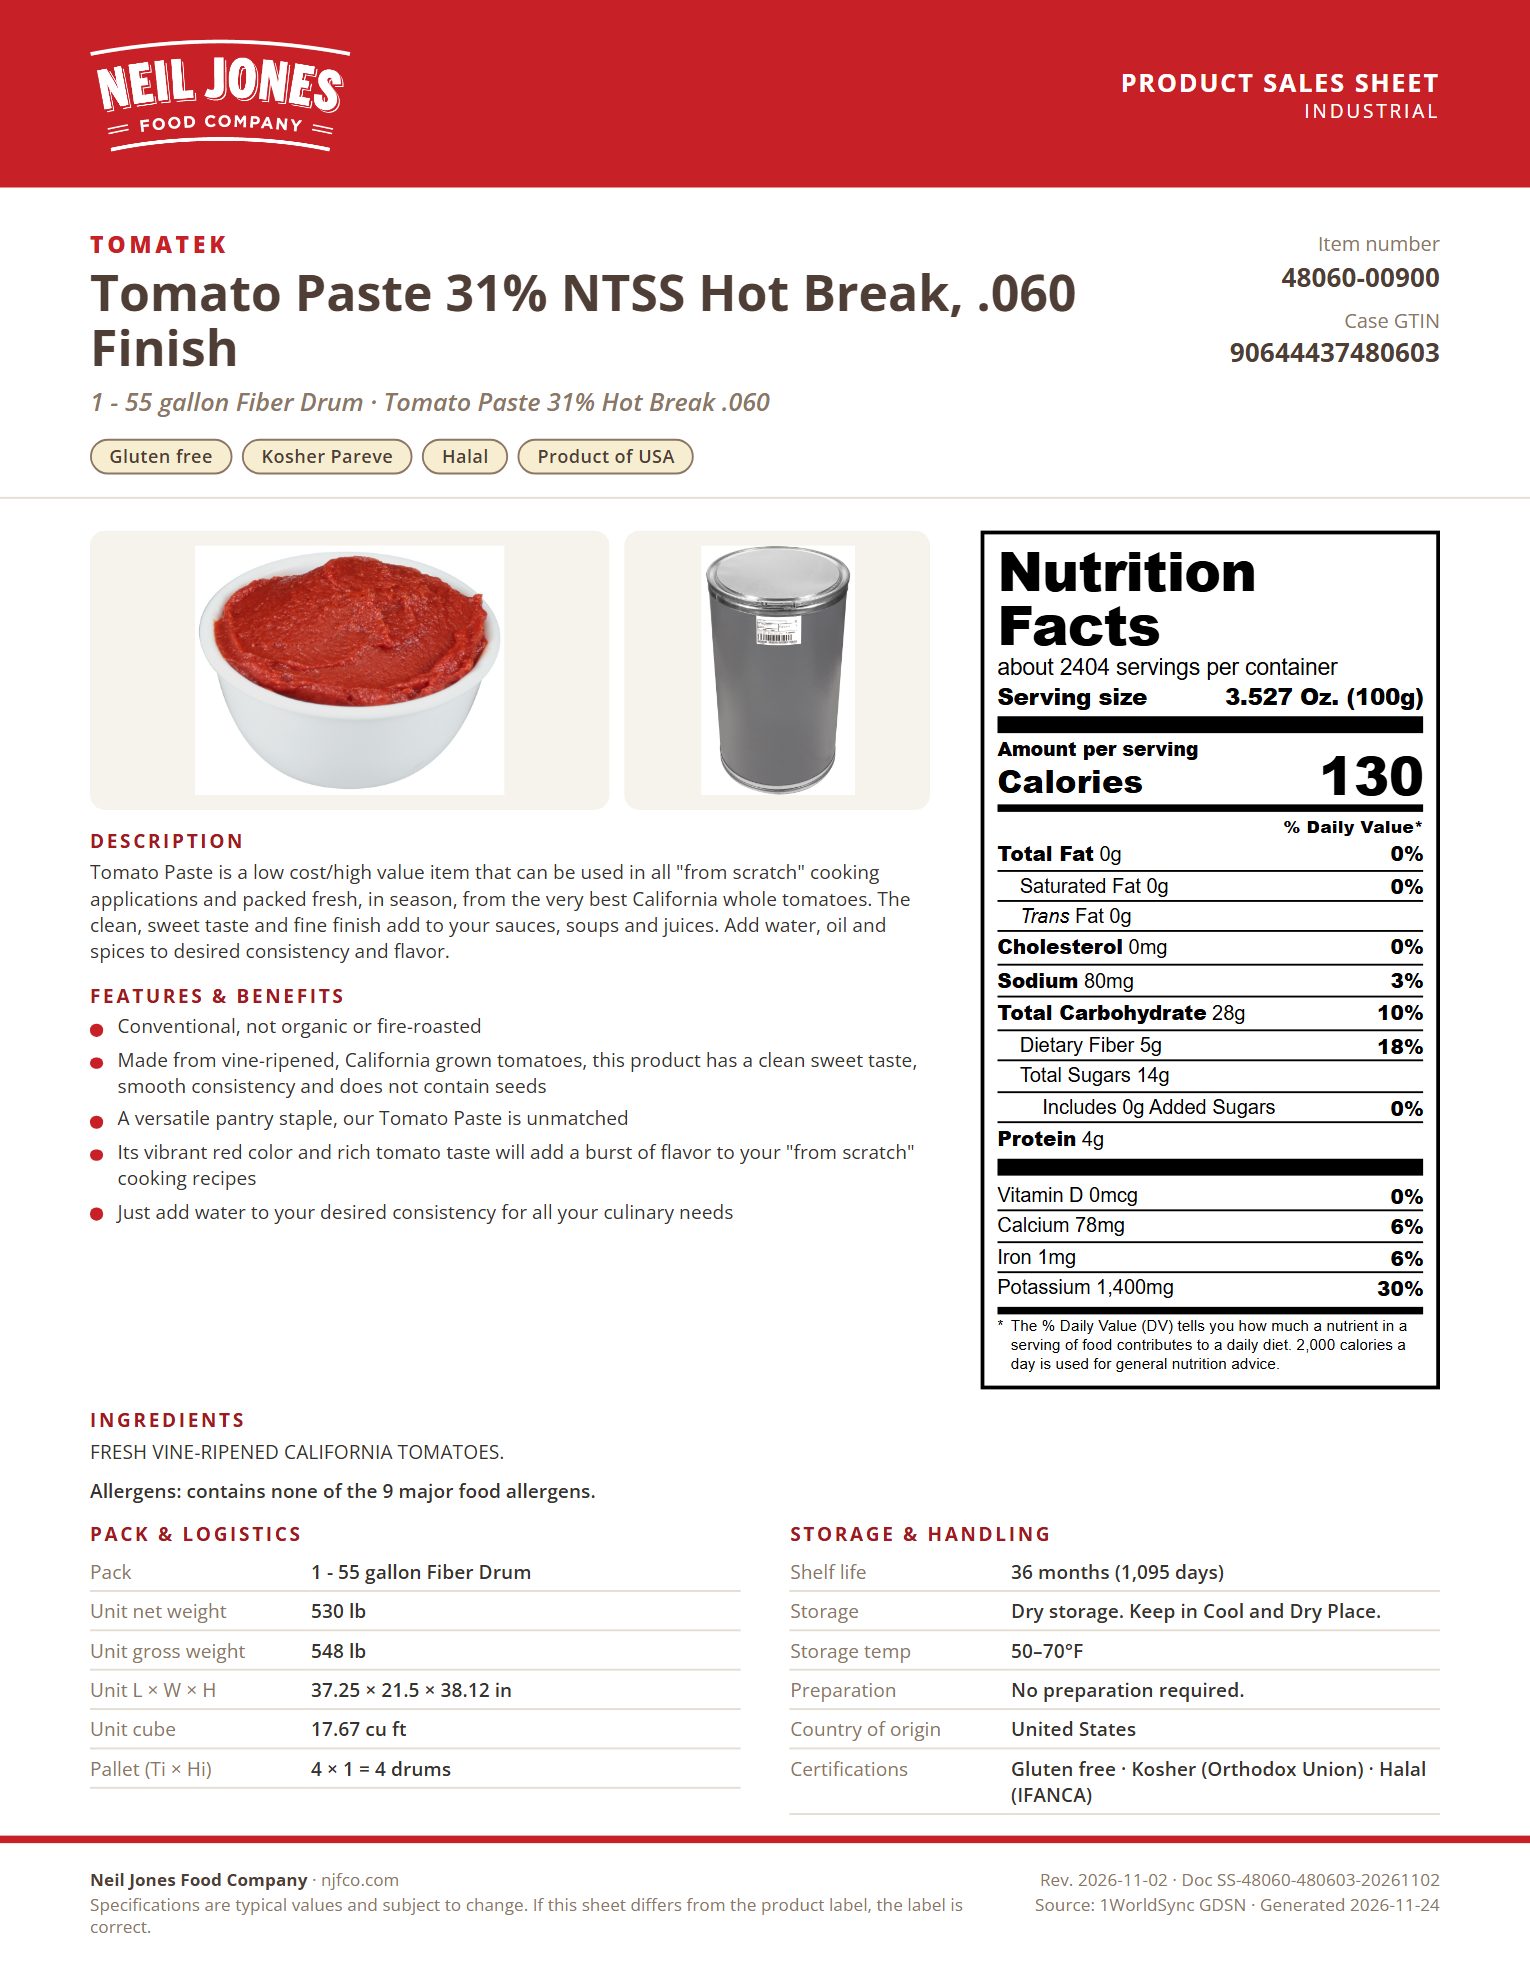 NEIL JONES
FOOD COMPANY
PRODUCT SALES SHEET
INDUSTRIAL
TOMATEK
Tomato Paste 31% NTSS Hot Break, .060
Finish
1 - 55 gallon Fiber Drum · Tomato Paste 31% Hot Break .060
Gluten free
Kosher Pareve
Halal
Product of USA
Item number
48060-00900
Case GTIN
90644437480603
DESCRIPTION
Tomato Paste is a low cost/high value item that can be used in all "from scratch" cooking
applications and packed fresh, in season, from the very best California whole tomatoes. The
clean, sweet taste and fine finish add to your sauces, soups and juices. Add water, oil and
spices to desired consistency and flavor.
FEATURES & BENEFITS
Conventional, not organic or fire-roasted
Made from vine-ripened, California grown tomatoes, this product has a clean sweet taste,
smooth consistency and does not contain seeds
A versatile pantry staple, our Tomato Paste is unmatched
Its vibrant red color and rich tomato taste will add a burst of flavor to your "from scratch"
cooking recipes
Just add water to your desired consistency for all your culinary needs
Nutrition
Facts
about 2404 servings per container
Serving size 3.527 Oz. (100g)
Amount per serving
Calories 130
% Daily Value*
Total Fat 0g 0%
Saturated Fat 0g 0%
Trans Fat 0g
Cholesterol 0mg 0%
Sodium 80mg 3%
Total Carbohydrate 28g 10%
Dietary Fiber 5g 18%
Total Sugars 14g
Includes 0g Added Sugars 0%
Protein 4g
Vitamin D 0mcg 0%
Calcium 78mg 6%
Iron 1mg 6%
Potassium 1,400mg 30%
* The % Daily Value (DV) tells you how much a nutrient in a
serving of food contributes to a daily diet. 2,000 calories a
day is used for general nutrition advice.
INGREDIENTS
FRESH VINE-RIPENED CALIFORNIA TOMATOES.
Allergens: contains none of the 9 major food allergens.
PACK & LOGISTICS
Pack 1 - 55 gallon Fiber Drum
Unit net weight 530 lb
Unit gross weight 548 lb
Unit L × W × H 37.25 × 21.5 × 38.12 in
Unit cube 17.67 cu ft
Pallet (Ti × Hi) 4 × 1 = 4 drums
STORAGE & HANDLING
Shelf life 36 months (1,095 days)
Storage Dry storage. Keep in Cool and Dry Place.
Storage temp 50–70°F
Preparation No preparation required.
Country of origin United States
Certifications Gluten free · Kosher (Orthodox Union) · Halal
(IFANCA)
Neil Jones Food Company · njfco.com
Specifications are typical values and subject to change. If this sheet differs from the product label, the label is
correct.
Rev. 2026-11-02 · Doc SS-48060-480603-20261102
Source: 1WorldSync GDSN · Generated 2026-11-24